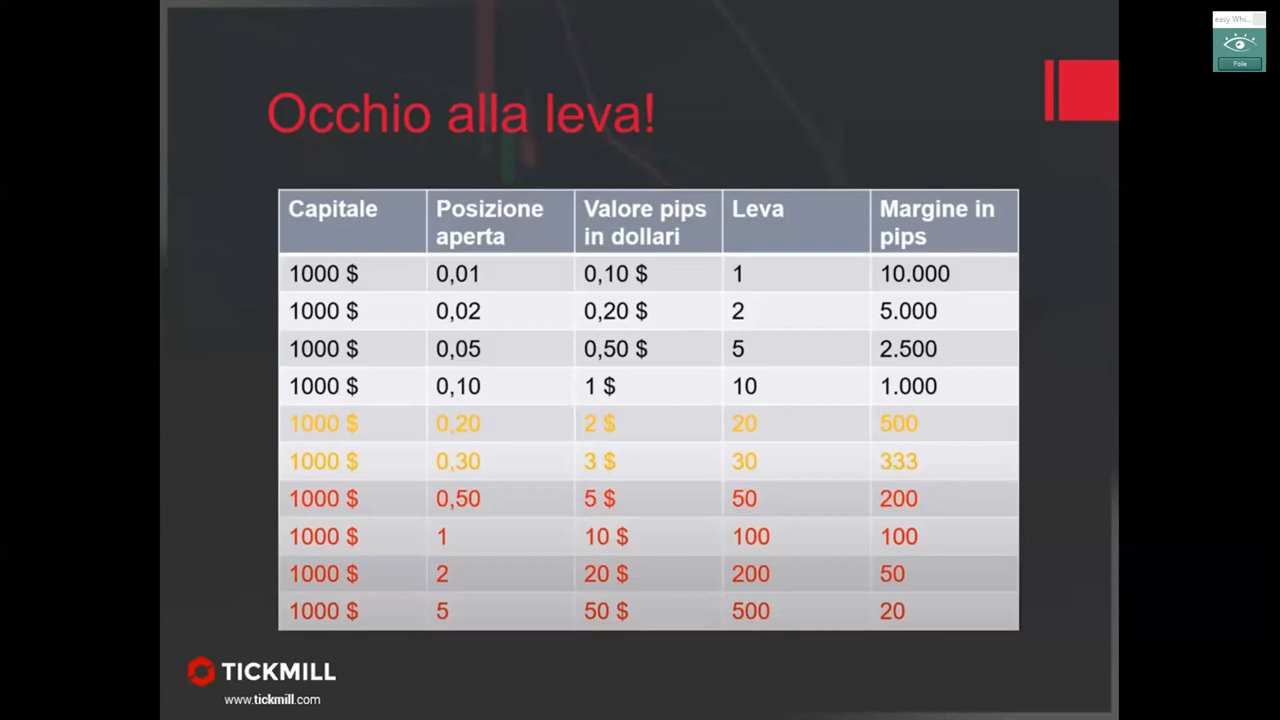 easy Whi...
Folie
Occhio alla leva!
Capitale Posizione aperta Valore pips in dollari Leva Margine in pips
1000 $ 0,01 0,10 $ 1 10.000
1000 $ 0,02 0,20 $ 2 5.000
1000 $ 0,05 0,50 $ 5 2.500
1000 $ 0,10 1 $ 10 1.000
1000 $ 0,20 2 $ 20 500
1000 $ 0,30 3 $ 30 333
1000 $ 0,50 5 $ 50 200
1000 $ 1 10 $ 100 100
1000 $ 2 20 $ 200 50
1000 $ 5 50 $ 500 20
TICKMILL
www.tickmill.com